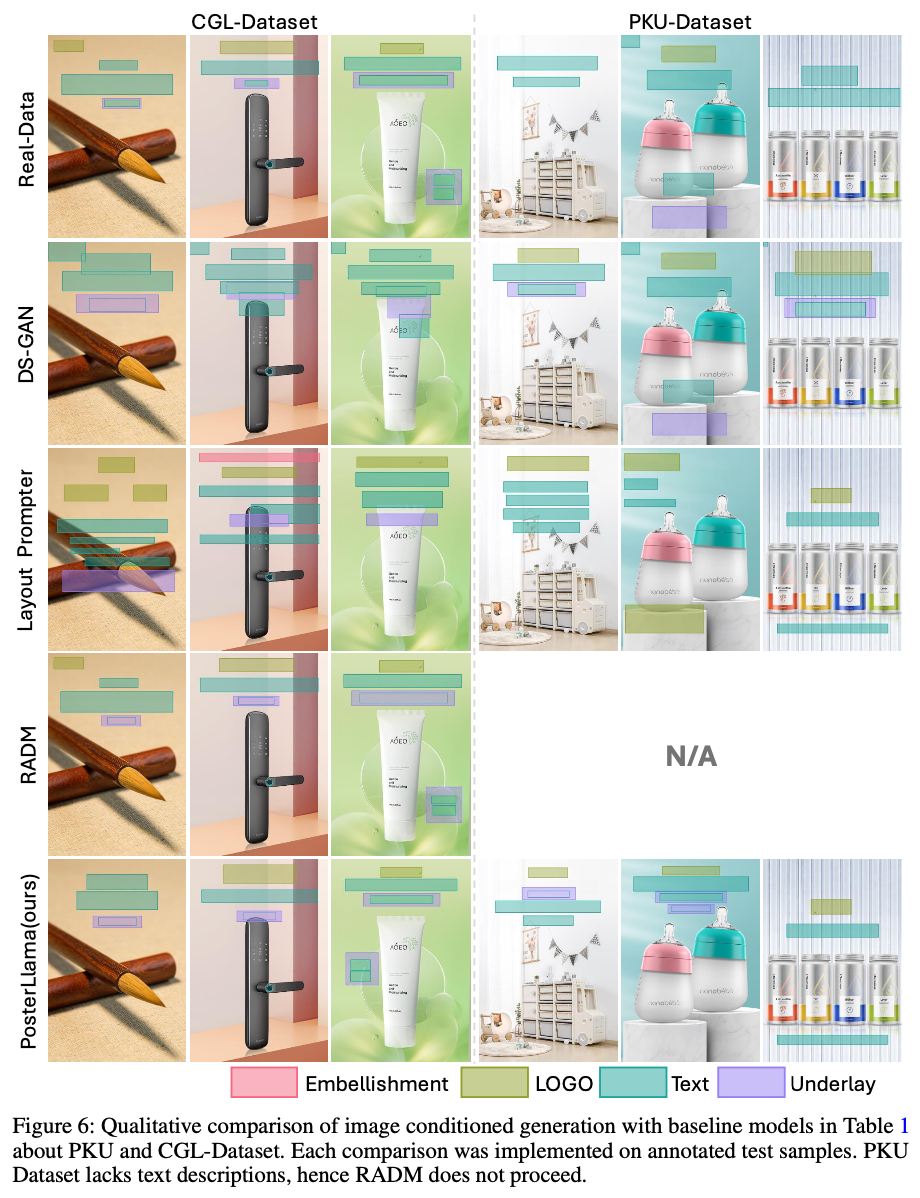 CGL-Dataset
PKU-Dataset
Real-Data
DS-GAN
Layout Prompter
RADM
N/A
PosterLlama(ours)
Embellishment
LOGO
Text
Underlay
Figure 6: Qualitative comparison of image conditioned generation with baseline models in Table 1
about PKU and CGL-Dataset. Each comparison was implemented on annotated test samples. PKU
Dataset lacks text descriptions, hence RADM does not proceed.